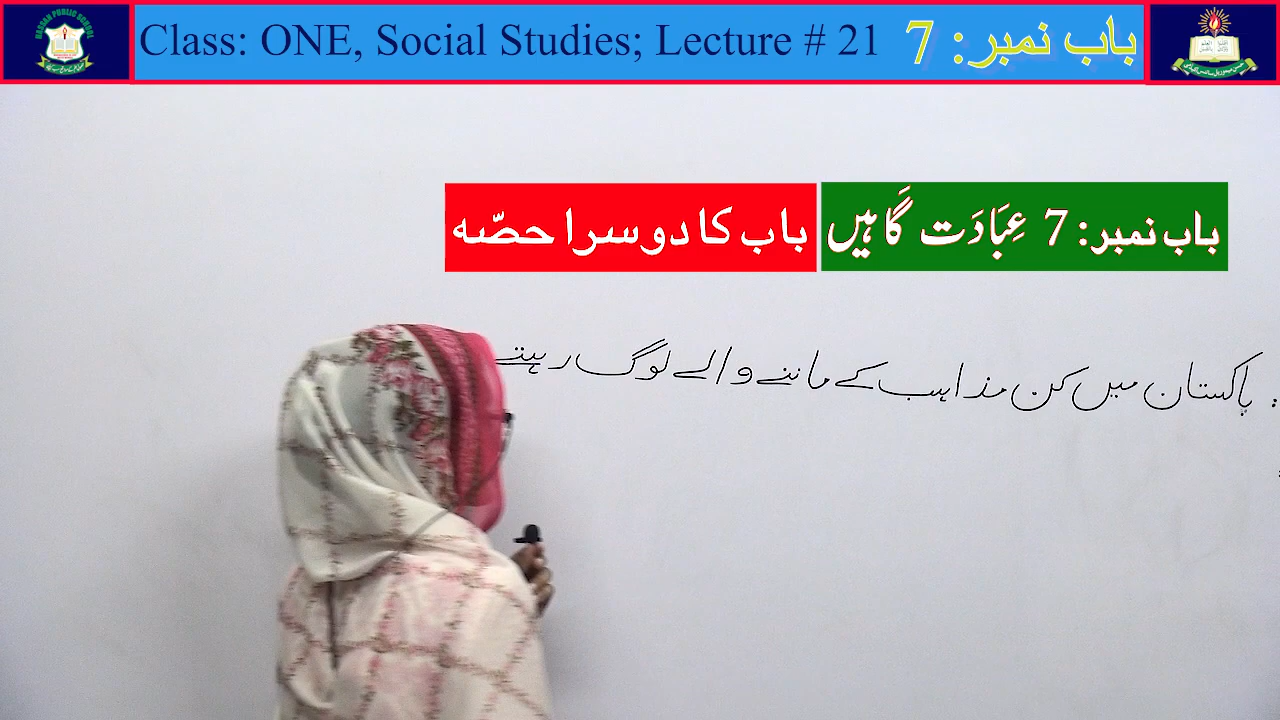 Class: ONE, Social Studies; Lecture # 21 باب نمبر: 7
باب نمبر: 7 عِبَادَت گَاہیں
باب کا دوسرا حصّہ
پاکستان میں کن مذاہب کے ماننے والے لوگ رہتے